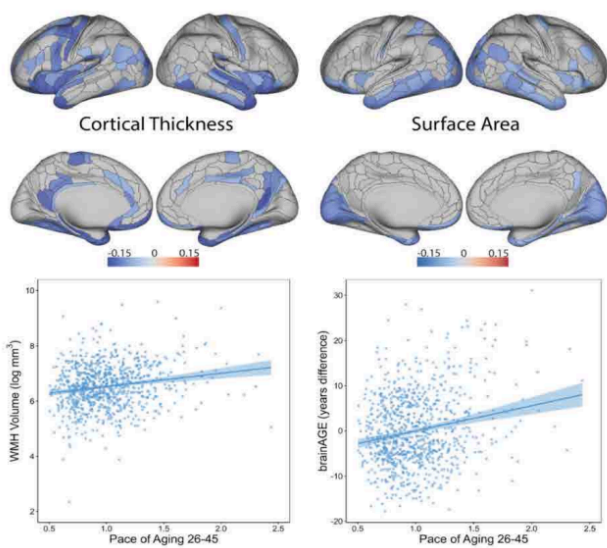 Cortical Thickness
Surface Area
-0.15 0 0.15
-0.15 0 0.15
10
8
6
4
2
WMH Volume (log mm³)
0.5 1.0 1.5 2.0 2.5
Pace of Aging 26-45
30
20
10
0
-10
-20
brainAGE (years difference)
0.5 1.0 1.5 2.0 2.5
Pace of Aging 26-45